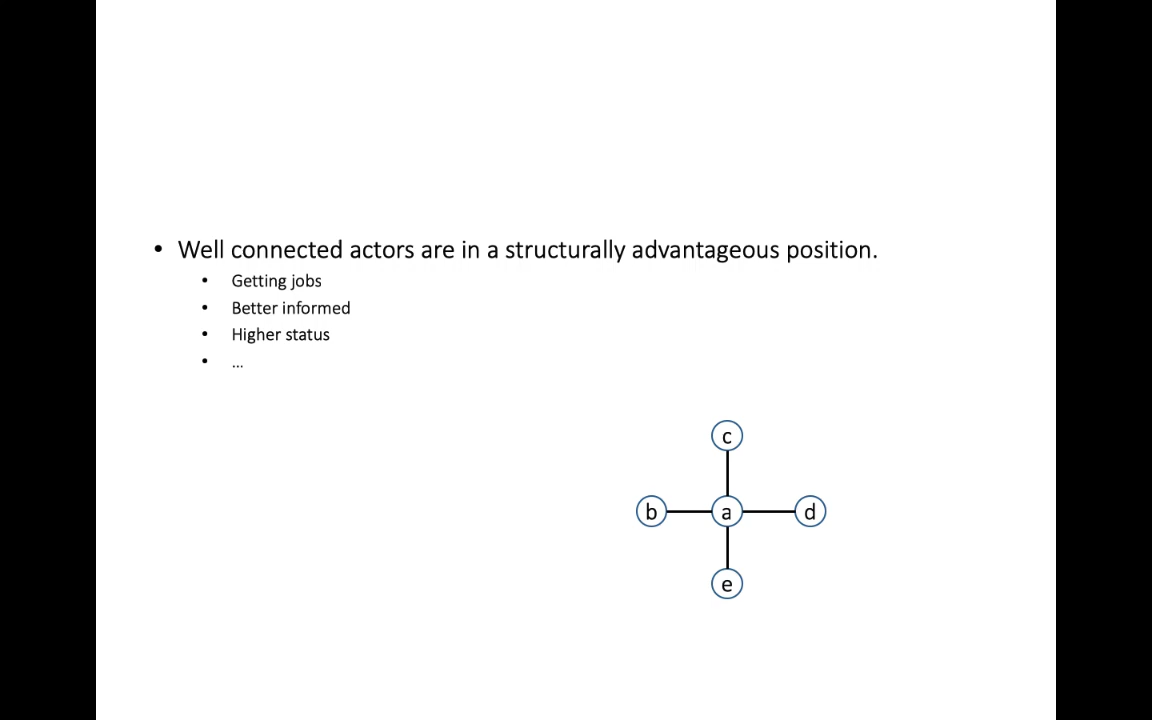 • Well connected actors are in a structurally advantageous position.
• Getting jobs
• Better informed
• Higher status
• ...
c
b a d
e